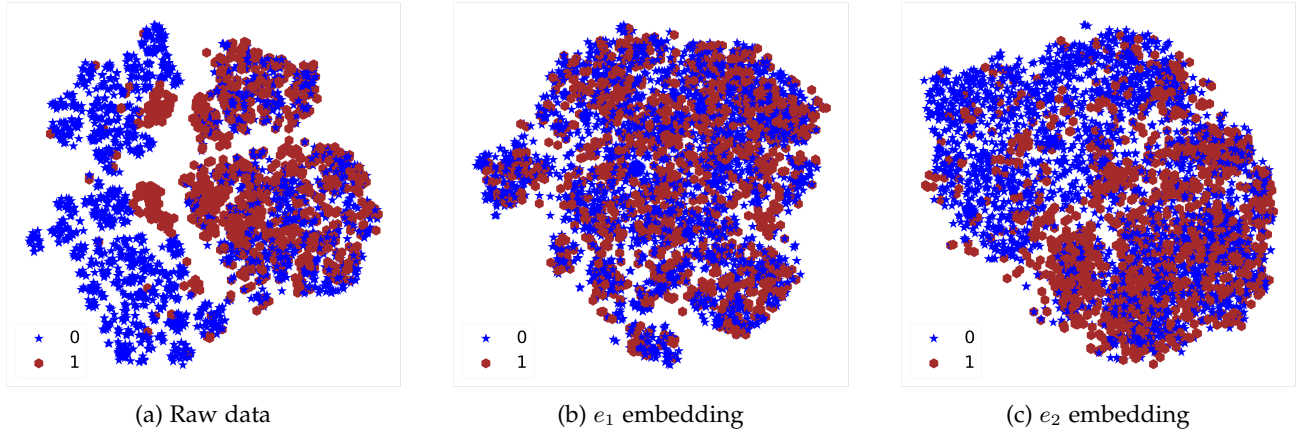 0
1
0
1
0
1
(a) Raw data
(b) e₁ embedding
(c) e₂ embedding